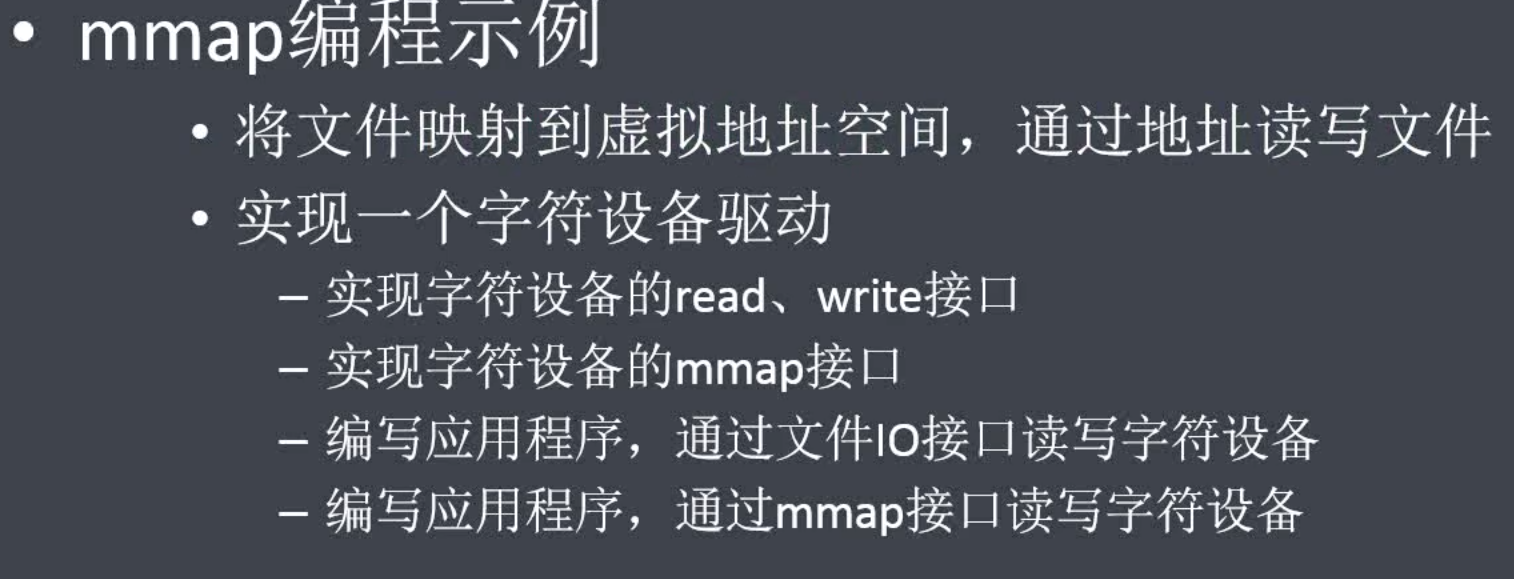 • mmap编程示例
• 将文件映射到虚拟地址空间，通过地址读写文件
• 实现一个字符设备驱动
– 实现字符设备的read、write接口
– 实现字符设备的mmap接口
– 编写应用程序，通过文件IO接口读写字符设备
– 编写应用程序，通过mmap接口读写字符设备